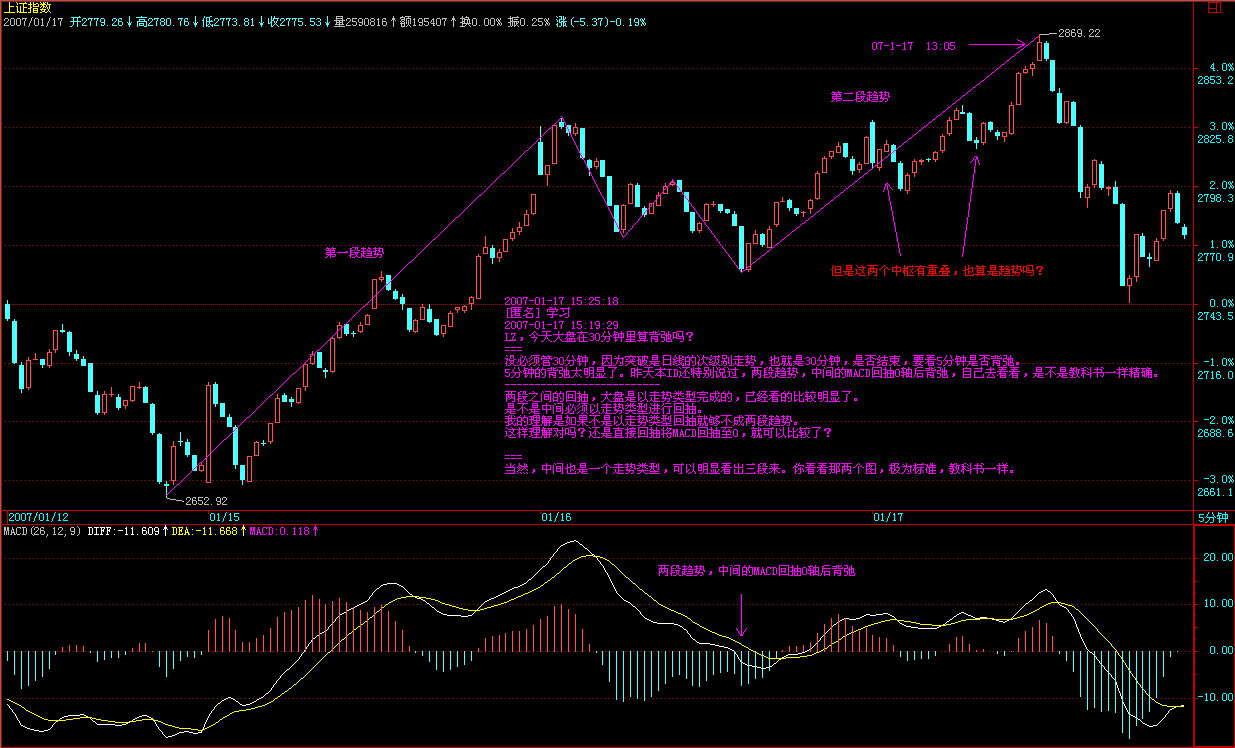 上证指数
2007/01/17 开2779.26↓高2780.76↓低2773.81↓收2775.53↓量2590816↑额195407↑换0.00% 振0.25% 涨(-5.37)-0.19%
2869.22
07-1-17 13:05
4.0%
2853.2
第二段趋势
3.0%
2825.8
2.0%
2798.3
第一段趋势
1.0%
2770.9
但是这两个中枢有重叠，也算是趋势吗？
2007-01-17 15:25:18
0.0%
[匿名] 学习
2743.5
2007-01-17 15:19:29
LZ，今天大盘在30分钟里算背弛吗？
===
没必须管30分钟，因为突破是日线的次级别走势，也就是30分钟，是否结束，要看5分钟是否背弛。
-1.0%
5分钟的背弛太明显了。昨天本ID还特别说过，两段趋势，中间的MACD回抽0轴后背弛，自己去看看，是不是教科书一样精确。
2716.0
--------------------------
两段之间的回抽，大盘是以走势类型完成的，已经看的比较明显了。
是不是中间必须以走势类型进行回抽。
-2.0%
我的理解是如果不是以走势类型回抽就够不成两段趋势。
这样理解对吗？还是直接回抽将MACD回抽至0，就可以比较了？
2688.6
===
当然，中间也是一个走势类型，可以明显看出三段来。你看看那两个图，极为标准，教科书一样。
-3.0%
2661.1
2652.92
2007/01/12 01/15 01/16 01/17 5分钟
MACD(26,12,9) DIFF:-11.609↑DEA:-11.668↑MACD:0.118↑
20.00
两段趋势，中间的MACD回抽0轴后背弛
10.00
0.00
-10.00